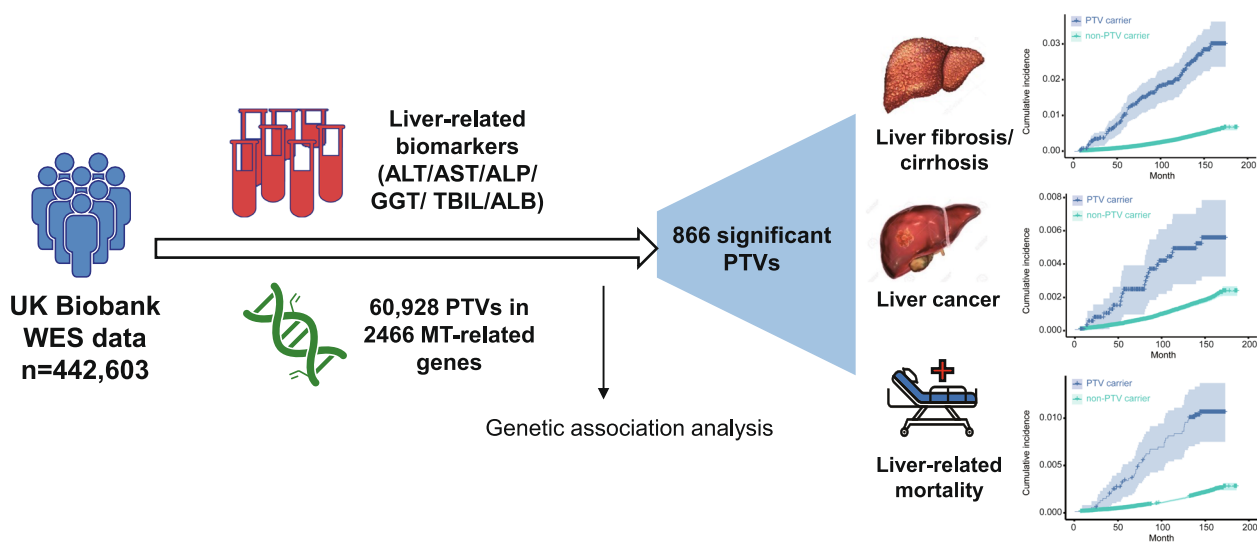 UK Biobank
WES data
n=442,603
Liver-related
biomarkers
(ALT/AST/ALP/
GGT/ TBIL/ALB)
60,928 PTVs in
2466 MT-related
genes
Genetic association analysis
866 significant
PTVs
Liver fibrosis/
cirrhosis
Liver cancer
Liver-related
mortality
PTV carrier
non-PTV carrier
Cumulative incidence
0.03
0.02
0.01
0.00
0 50 100 150 200
Month
PTV carrier
non-PTV carrier
Cumulative incidence
0.008
0.006
0.004
0.002
0.000
0 50 100 150 200
Month
PTV carrier
non-PTV carrier
Cumulative incidence
0.010
0.005
0.000
0 50 100 150 200
Month